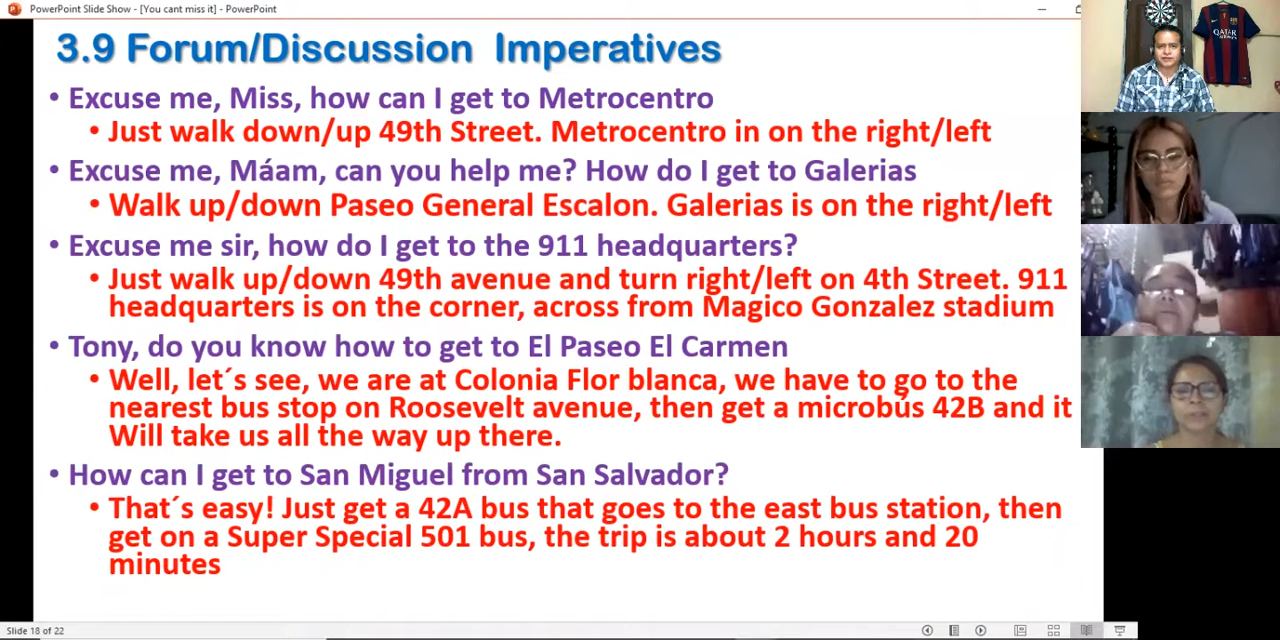 PowerPoint Slide Show - [You cant miss it] - PowerPoint
3.9 Forum/Discussion Imperatives
• Excuse me, Miss, how can I get to Metrocentro
• Just walk down/up 49th Street. Metrocentro in on the right/left
• Excuse me, Máam, can you help me? How do I get to Galerias
• Walk up/down Paseo General Escalon. Galerias is on the right/left
• Excuse me sir, how do I get to the 911 headquarters?
• Just walk up/down 49th avenue and turn right/left on 4th Street. 911
headquarters is on the corner, across from Magico Gonzalez stadium
• Tony, do you know how to get to El Paseo El Carmen
• Well, let´s see, we are at Colonia Flor blanca, we have to go to the
nearest bus stop on Roosevelt avenue, then get a microbús 42B and it
Will take us all the way up there.
• How can I get to San Miguel from San Salvador?
• That´s easy! Just get a 42A bus that goes to the east bus station, then
get on a Super Special 501 bus, the trip is about 2 hours and 20
minutes
Slide 18 of 22
QATAR
AIRWAYS